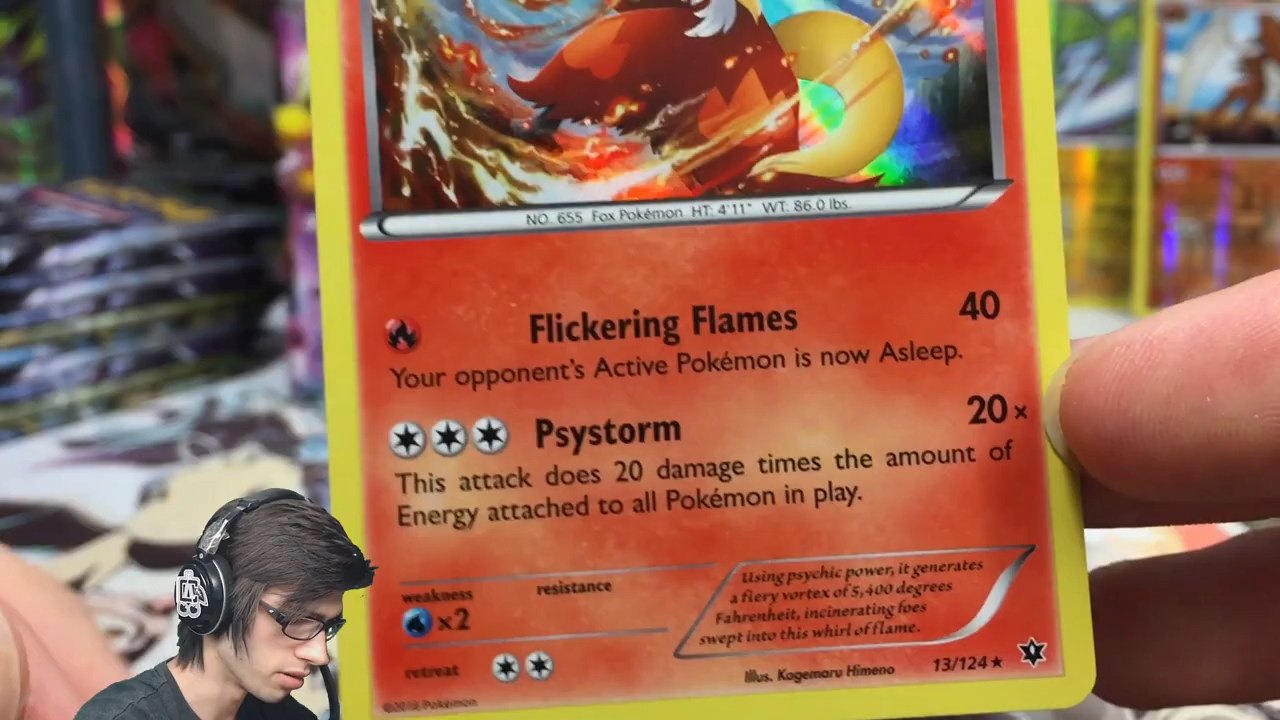 NO. 655 Fox Pokémon HT: 4'11" WT: 86.0 lbs.
Flickering Flames 40
Your opponent's Active Pokémon is now Asleep.
Psystorm 20×
This attack does 20 damage times the amount of
Energy attached to all Pokémon in play.
weakness resistance
×2
Using psychic power, it generates
a fiery vortex of 5,400 degrees
Fahrenheit, incinerating foes
swept into this whirl of flame.
retreat
Illus. Kagemaru Himeno 13/124★
©2016 Pokémon